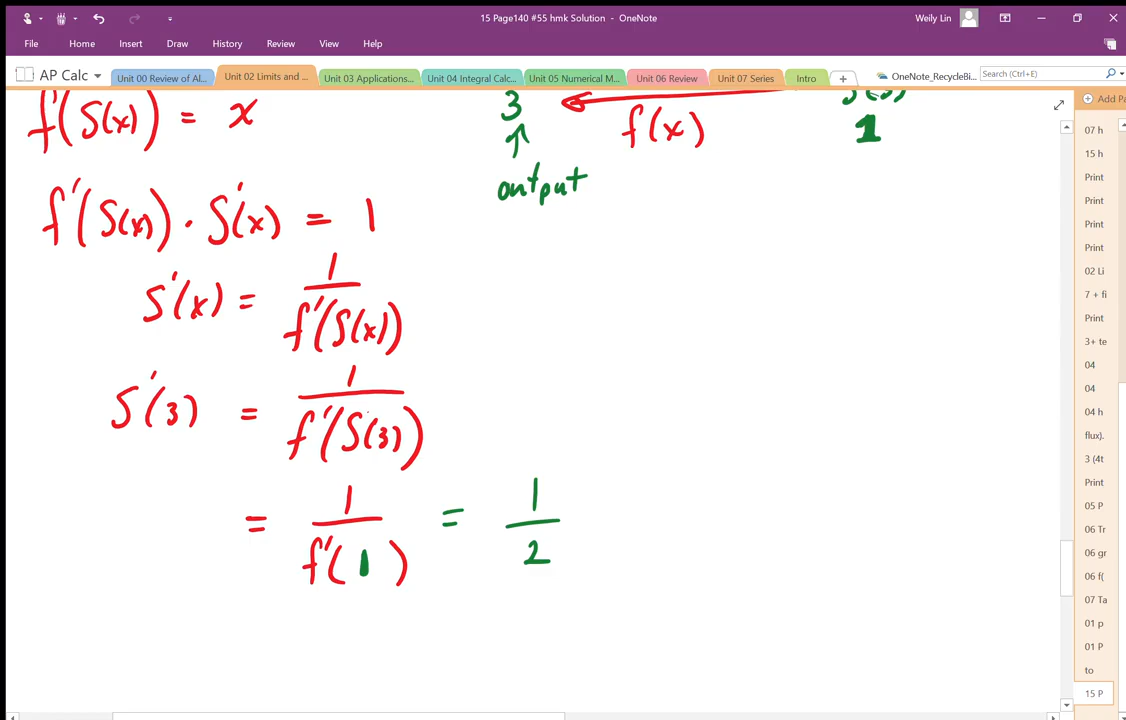 15 Page140 #55 hmk Solution - OneNote
Weily Lin
File Home Insert Draw History Review View Help
AP Calc
Unit 00 Review of Al...
Unit 02 Limits and ...
Unit 03 Applications...
Unit 04 Integral Calc...
Unit 05 Numerical M...
Unit 06 Review
Unit 07 Series
Intro
OneNote_RecycleBi...
Search (Ctrl+E)
Add Pa
f'(S(x)) = x
3
f(x)
1
output
f'(S(x)) · S'(x) = 1
S'(x) = 1/f'(S(x))
S'(3) = 1/f'(S(3))
= 1/f'(1) = 1/2
07 h
15 h
Print
Print
Print
Print
02 Li
7 + fi
Print
3+ te
04
04
04 h
flux).
3 (4t
Print
05 P
06 Tr
06 gr
06 f(
07 Ta
01 p
01 P
to
15 P